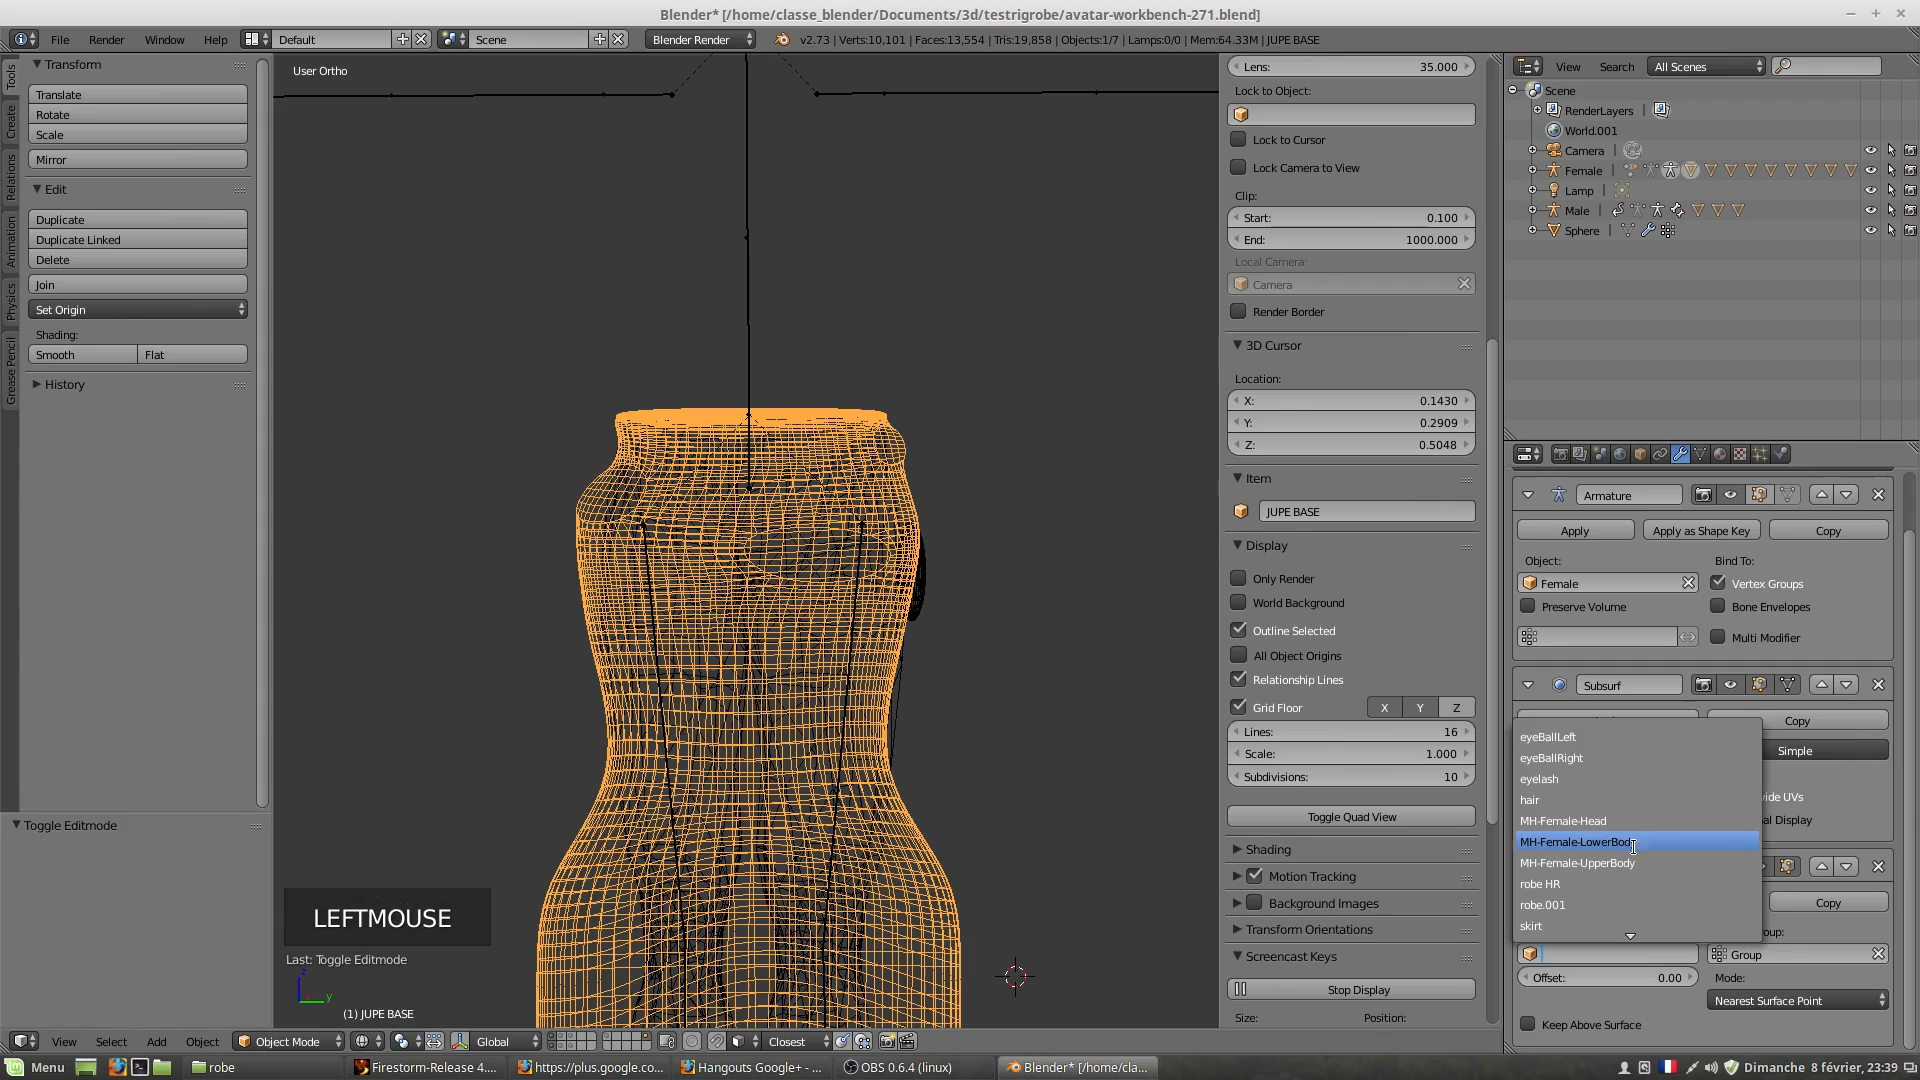 Blender* [/home/classe_blender/Documents/3d/testrigrobe/avatar-workbench-271.blend]
File Render Window Help Default Scene Blender Render v2.73 | Verts:10,101 | Faces:13,554 | Tris:19,858 | Objects:1/7 | Lamps:0/0 | Mem:64.33M | JUPE BASE
Tools
Create
Relations
Animation
Physics
Grease Pencil
Transform
Translate
Rotate
Scale
Mirror
Edit
Duplicate
Duplicate Linked
Delete
Join
Set Origin
Shading:
Smooth Flat
History
Toggle Editmode
User Ortho
LEFTMOUSE
Last: Toggle Editmode
z
y
(1) JUPE BASE
View Select Add Object Object Mode Global Closest
Lens: 35.000
Lock to Object:
Lock to Cursor
Lock Camera to View
Clip:
Start: 0.100
End: 1000.000
Local Camera:
Camera
Render Border
3D Cursor
Location:
X: 0.1430
Y: 0.2909
Z: 0.5048
Item
JUPE BASE
Display
Only Render
World Background
Outline Selected
All Object Origins
Relationship Lines
Grid Floor X Y Z
Lines: 16
Scale: 1.000
Subdivisions: 10
Toggle Quad View
Shading
Motion Tracking
Background Images
Transform Orientations
Screencast Keys
Stop Display
Size: Position:
View Search All Scenes
Scene
RenderLayers
World.001
Camera
Female
Lamp
Male
Sphere
Armature
Apply Apply as Shape Key Copy
Object: Bind To:
Female Vertex Groups
Preserve Volume Bone Envelopes
Multi Modifier
Subsurf
Copy
Simple
eyeBallLeft
eyeBallRight
eyelash
hair
MH-Female-Head
MH-Female-LowerBody
MH-Female-UpperBody
robe HR
robe.001
skirt
Copy
Group
Offset: 0.00 Mode:
Nearest Surface Point
Keep Above Surface
Menu robe Firestorm-Release 4.... https://plus.google.co... Hangouts Google+ - ... OBS 0.6.4 (linux) Blender* [/home/cla... Dimanche 8 février, 23:39